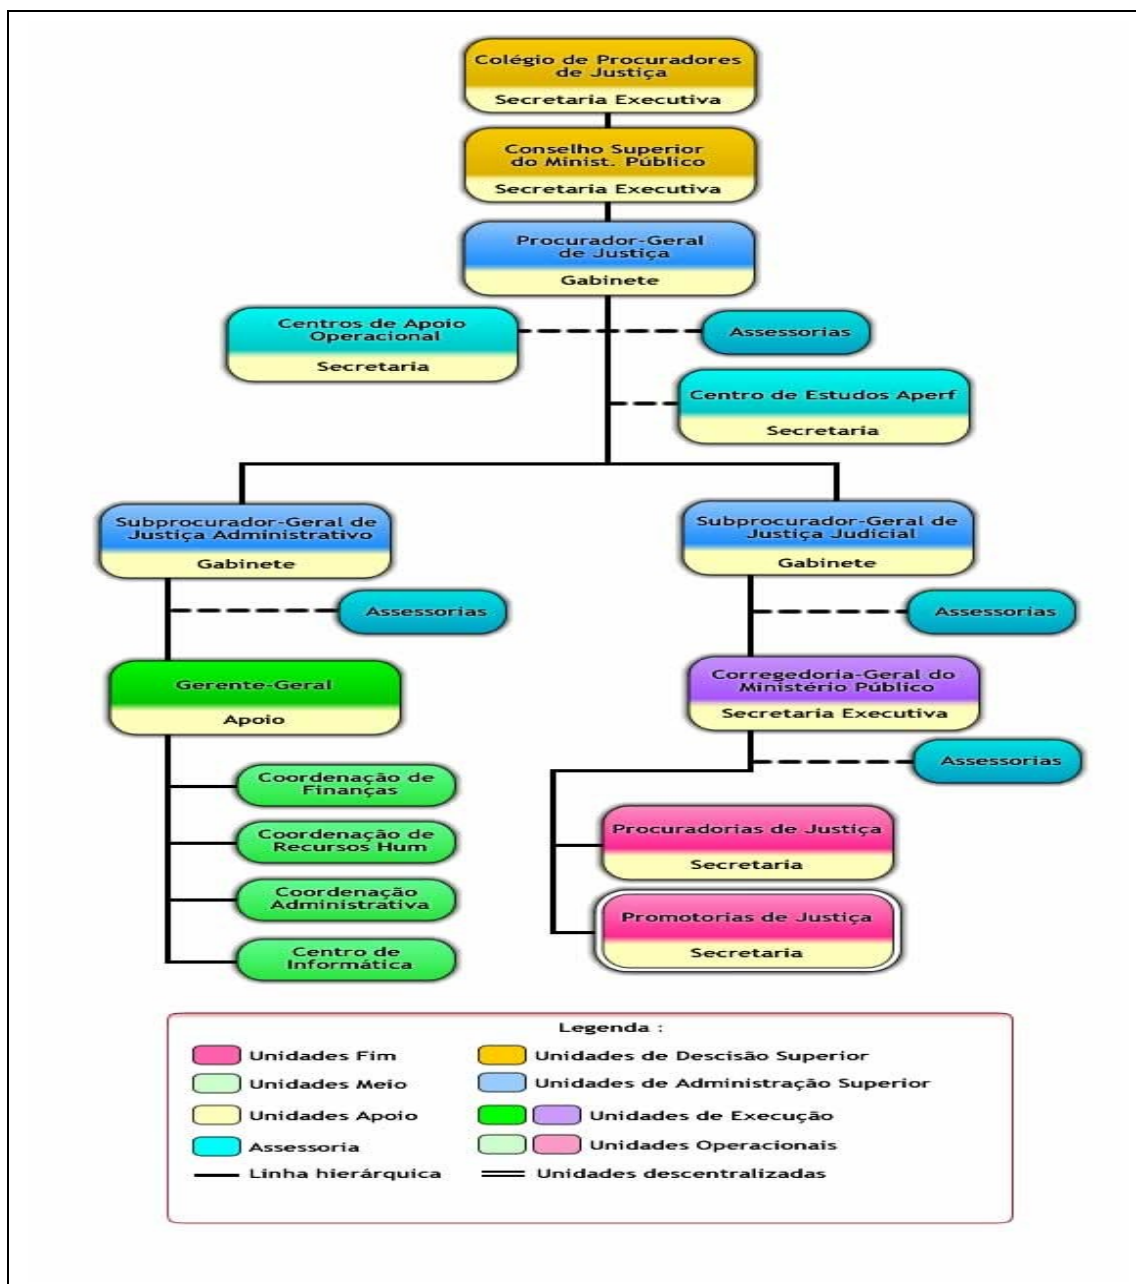 Colégio de Procuradores
de Justiça
Secretaria Executiva
Conselho Superior
do Minist. Público
Secretaria Executiva
Procurador-Geral
de Justiça
Gabinete
Centros de Apoio
Operacional
Secretaria
Assessorias
Centro de Estudos Aperf
Secretaria
Subprocurador-Geral de
Justiça Administrativo
Gabinete
Subprocurador-Geral de
Justiça Judicial
Gabinete
Assessorias
Assessorias
Gerente-Geral
Apoio
Corregedoria-Geral do
Ministério Público
Secretaria Executiva
Assessorias
Coordenação de
Finanças
Coordenação de
Recursos Hum
Coordenação
Administrativa
Centro de
Informática
Procuradorias de Justiça
Secretaria
Promotorias de Justiça
Secretaria
Legenda :
Unidades Fim
Unidades de Descisão Superior
Unidades Meio
Unidades de Administração Superior
Unidades Apoio
Unidades de Execução
Assessoria
Unidades Operacionais
Linha hierárquica
Unidades descentralizadas